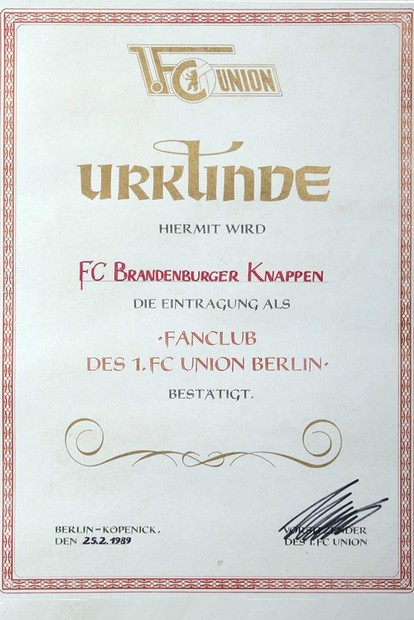 1.FC UNION
URKUNDE
HIERMIT WIRD
FC BRANDENBURGER KNAPPEN
DIE EINTRAGUNG ALS
·FANCLUB
DES 1. FC UNION BERLIN·
BESTÄTIGT.
BERLIN-KÖPENICK,
DEN 25.2.1989
VORSITZENDER
DES 1. FC UNION